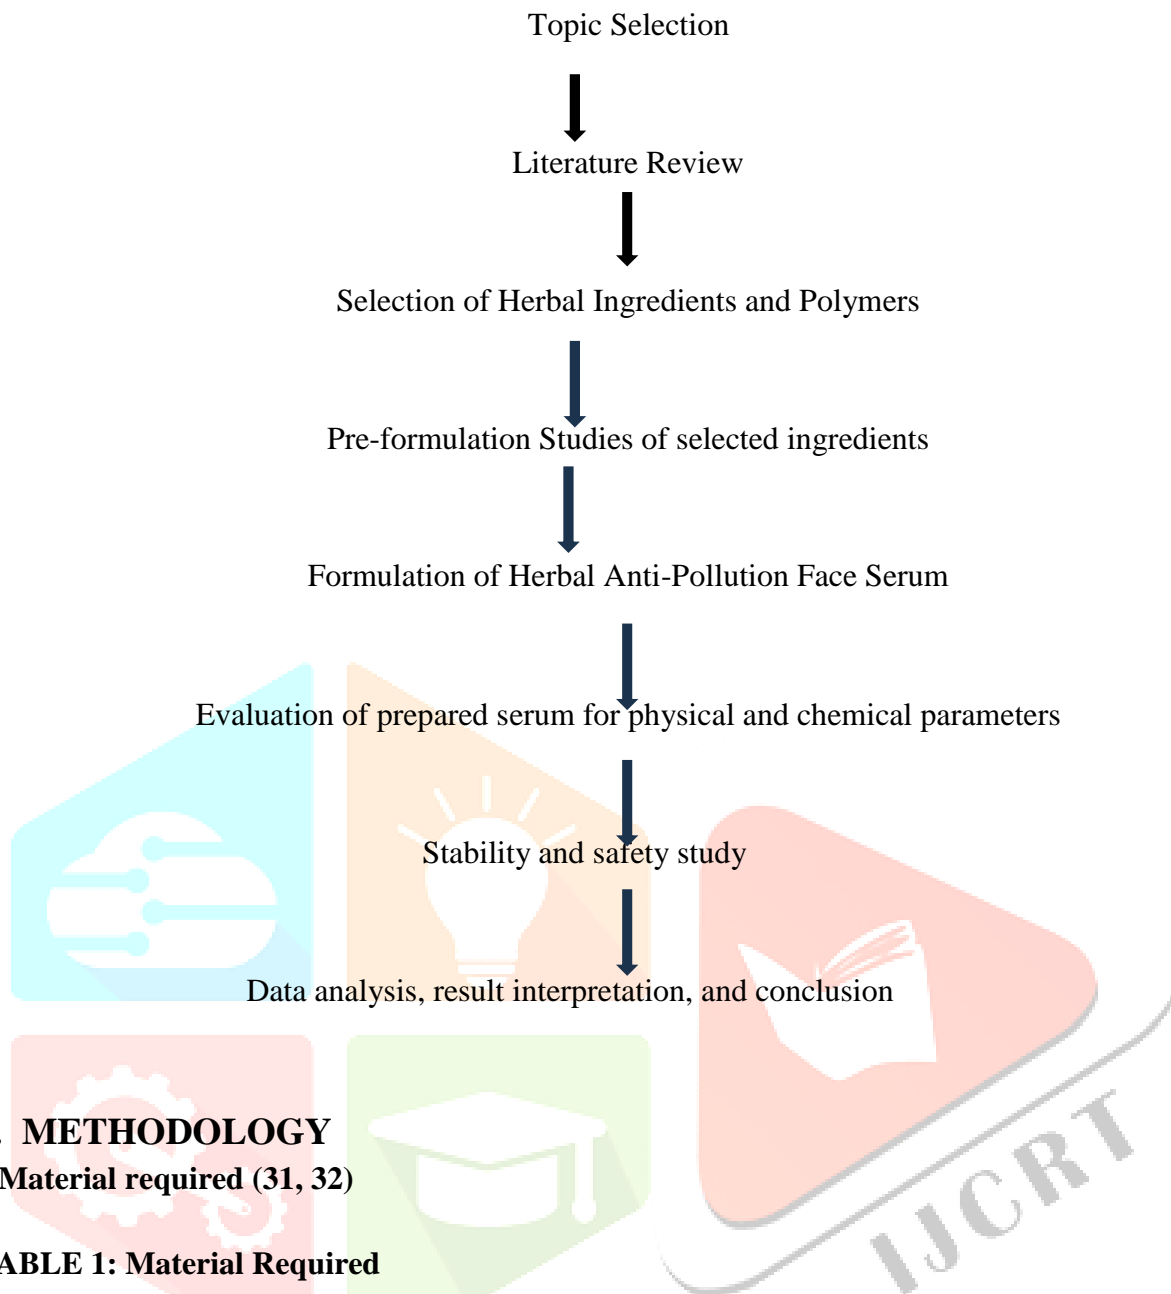 Topic Selection
Literature Review
Selection of Herbal Ingredients and Polymers
Pre-formulation Studies of selected ingredients
Formulation of Herbal Anti-Pollution Face Serum
Evaluation of prepared serum for physical and chemical parameters
Stability and safety study
Data analysis, result interpretation, and conclusion
. METHODOLOGY
Material required (31, 32)
ABLE 1: Material Required
IJCRT